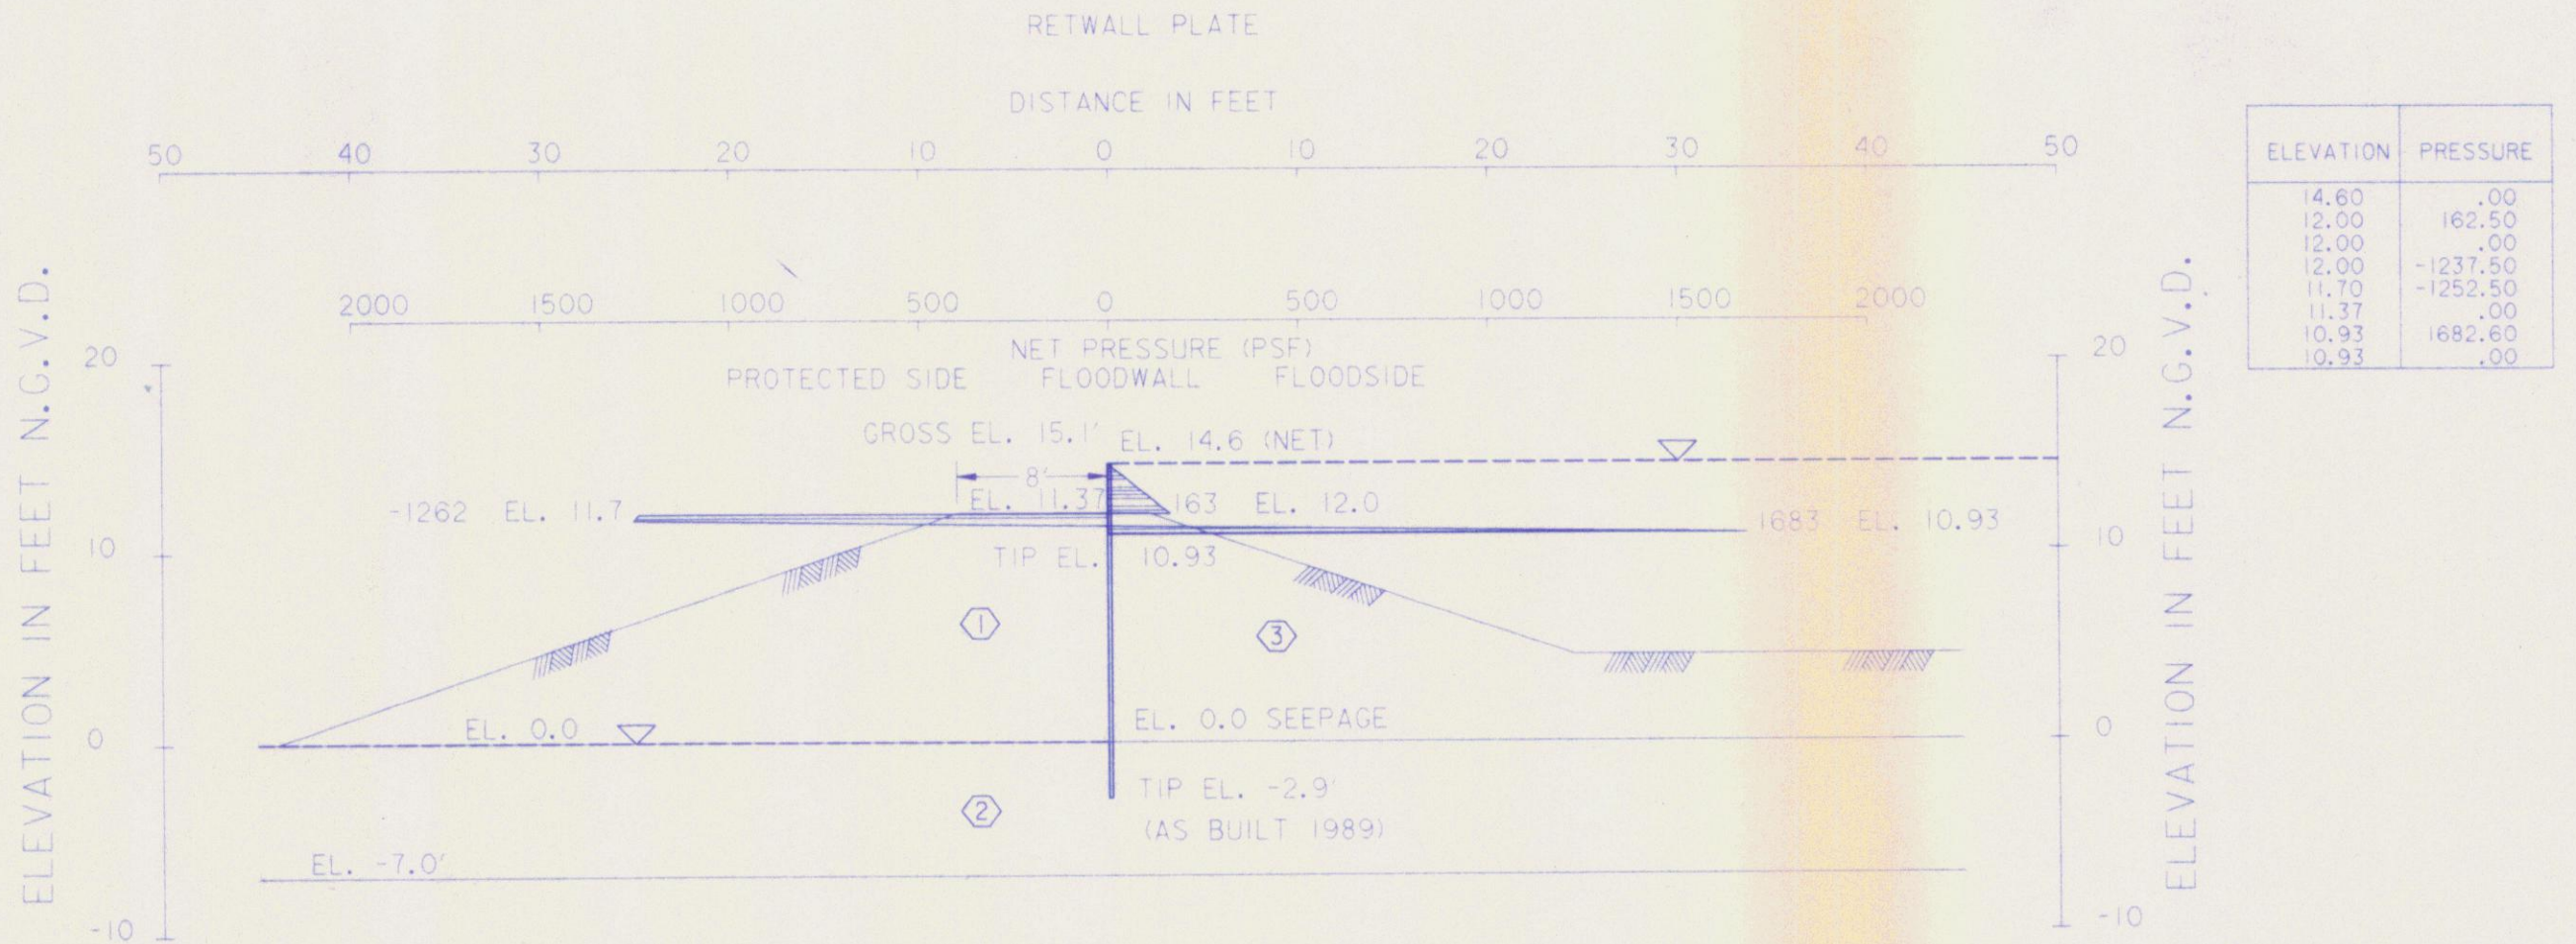 RETWALL PLATE
DISTANCE IN FEET
50 40 30 20 10 0 10 20 30 40 50
ELEVATION PRESSURE
14.60 .00
12.00 162.50
12.00 .00
12.00 -1237.50
11.70 -1252.50
11.37 .00
10.93 1682.60
10.93 .00
2000 1500 1000 500 0 500 1000 1500 2000
NET PRESSURE (PSF)
PROTECTED SIDE FLOODWALL FLOODSIDE
ELEVATION IN FEET N.G.V.D.
20
10
0
-10
GROSS EL. 15.1' EL. 14.6 (NET)
8'
EL. 11.37 163 EL. 12.0
-1262 EL. 11.7
1683 EL. 10.93
TIP EL. 10.93
1
3
EL. 0.0
EL. 0.0 SEEPAGE
TIP EL. -2.9'
(AS BUILT 1989)
2
EL. -7.0'
20
10
0
-10
ELEVATION IN FEET N.G.V.D.